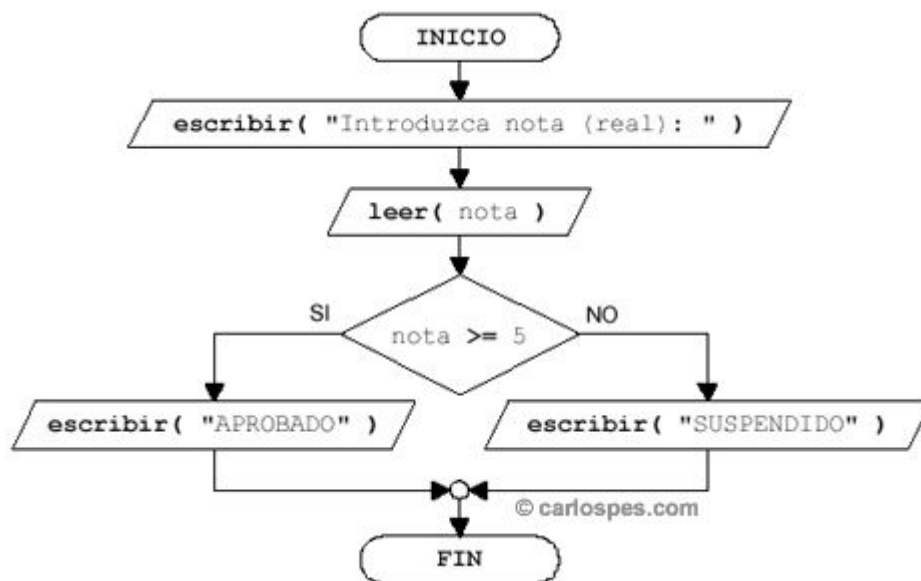 INICIO
escribir( "Introduzca nota (real): " )
leer( nota )
SI
NO
nota >= 5
escribir( "APROBADO" )
escribir( "SUSPENDIDO" )
© carlospes.com
FIN